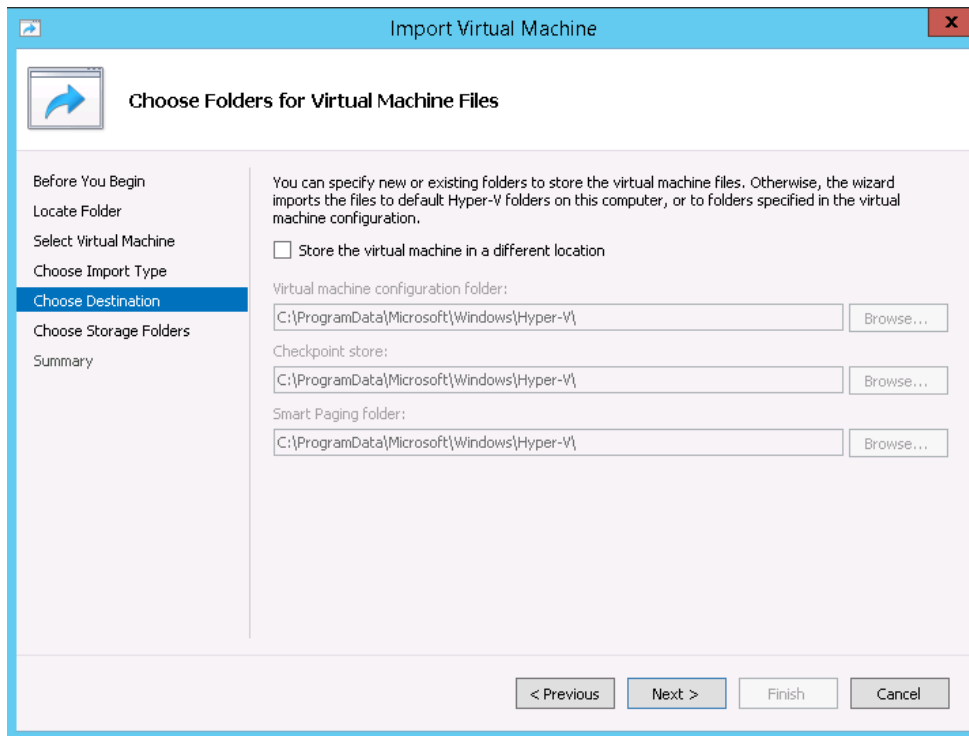 Import Virtual Machine
x
Choose Folders for Virtual Machine Files
Before You Begin
Locate Folder
Select Virtual Machine
Choose Import Type
Choose Destination
Choose Storage Folders
Summary
You can specify new or existing folders to store the virtual machine files. Otherwise, the wizard
imports the files to default Hyper-V folders on this computer, or to folders specified in the virtual
machine configuration.
Store the virtual machine in a different location
Virtual machine configuration folder:
C:\ProgramData\Microsoft\Windows\Hyper-V\
Browse...
Checkpoint store:
C:\ProgramData\Microsoft\Windows\Hyper-V\
Browse...
Smart Paging folder:
C:\ProgramData\Microsoft\Windows\Hyper-V\
Browse...
< Previous
Next >
Finish
Cancel